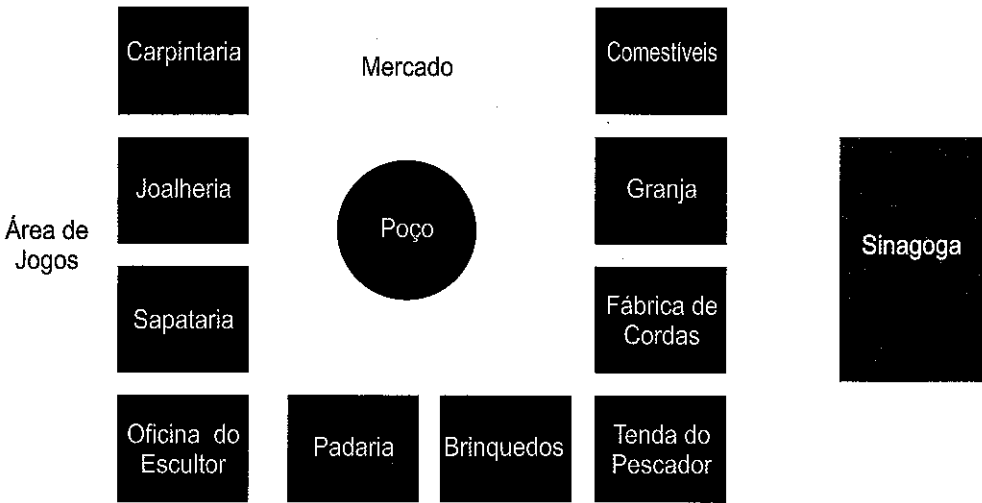 Carpintaria
Mercado
Comestíveis
Joalheria
Granja
Área de
Jogos
Poço
Sinagoga
Sapataria
Fábrica de
Cordas
Oficina do
Escultor
Padaria
Brinquedos
Tenda do
Pescador